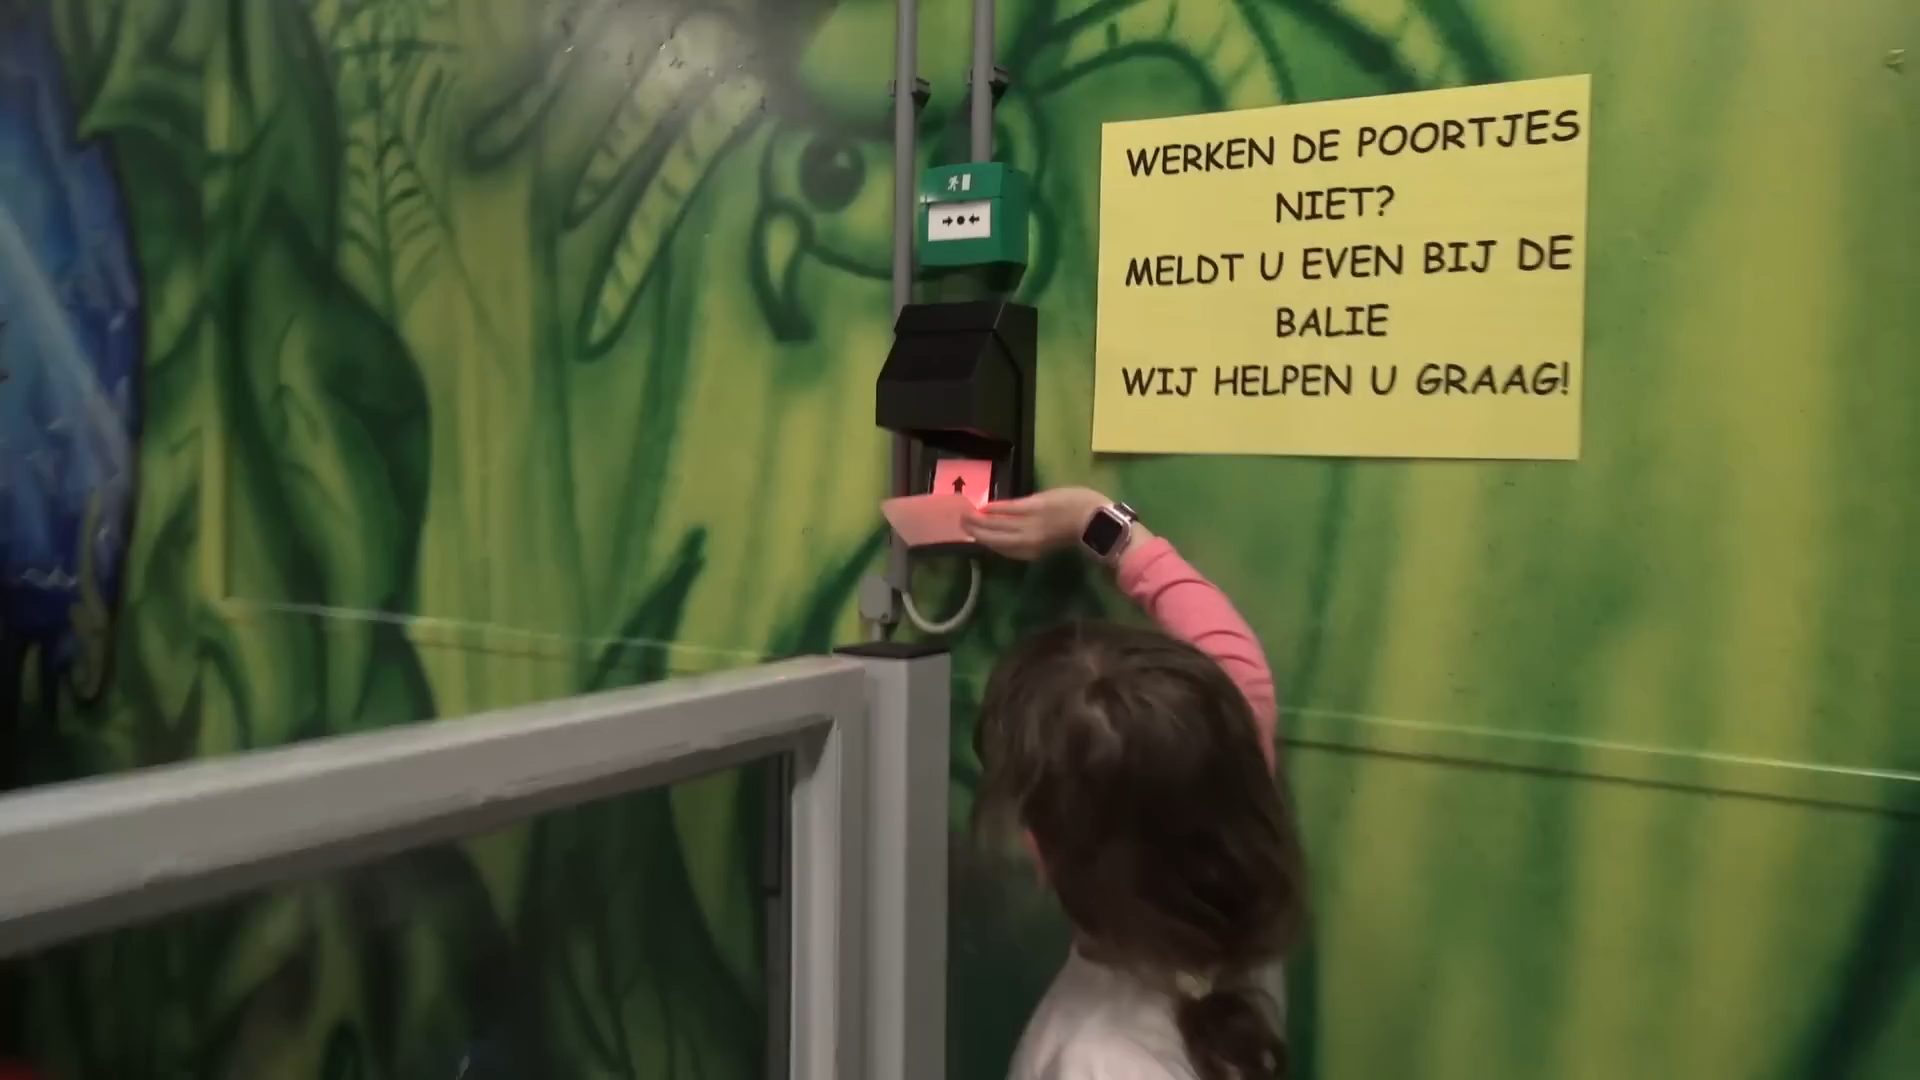 WERKEN DE POORTJES
NIET?
MELDT U EVEN BIJ DE
BALIE
WIJ HELPEN U GRAAG!